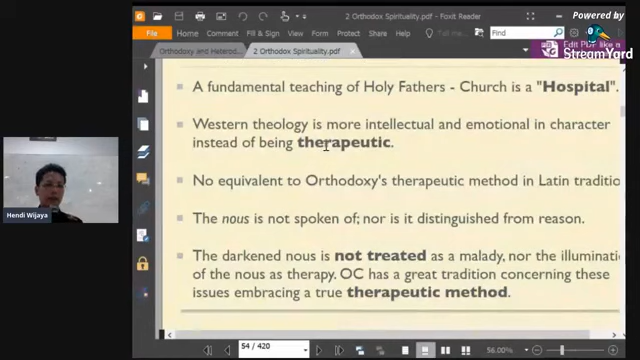 2 Orthodox Spirituality.pdf - Foxit Reader
Powered by
StreamYard
File Home Comment Fill & Sign View Form Protect Share Help
Find
Orthodoxy and Heterod...
2 Orthodox Spirituality.pdf
Edit PDF like a
A fundamental teaching of Holy Fathers - Church is a "Hospital".
Western theology is more intellectual and emotional in character
instead of being therapeutic.
No equivalent to Orthodoxy's therapeutic method in Latin traditio
The nous is not spoken of; nor is it distinguished from reason.
The darkened nous is not treated as a malady, nor the illuminati
of the nous as therapy. OC has a great tradition concerning these
issues embracing a true therapeutic method.
Hendi Wijaya
54 / 420
56.00%